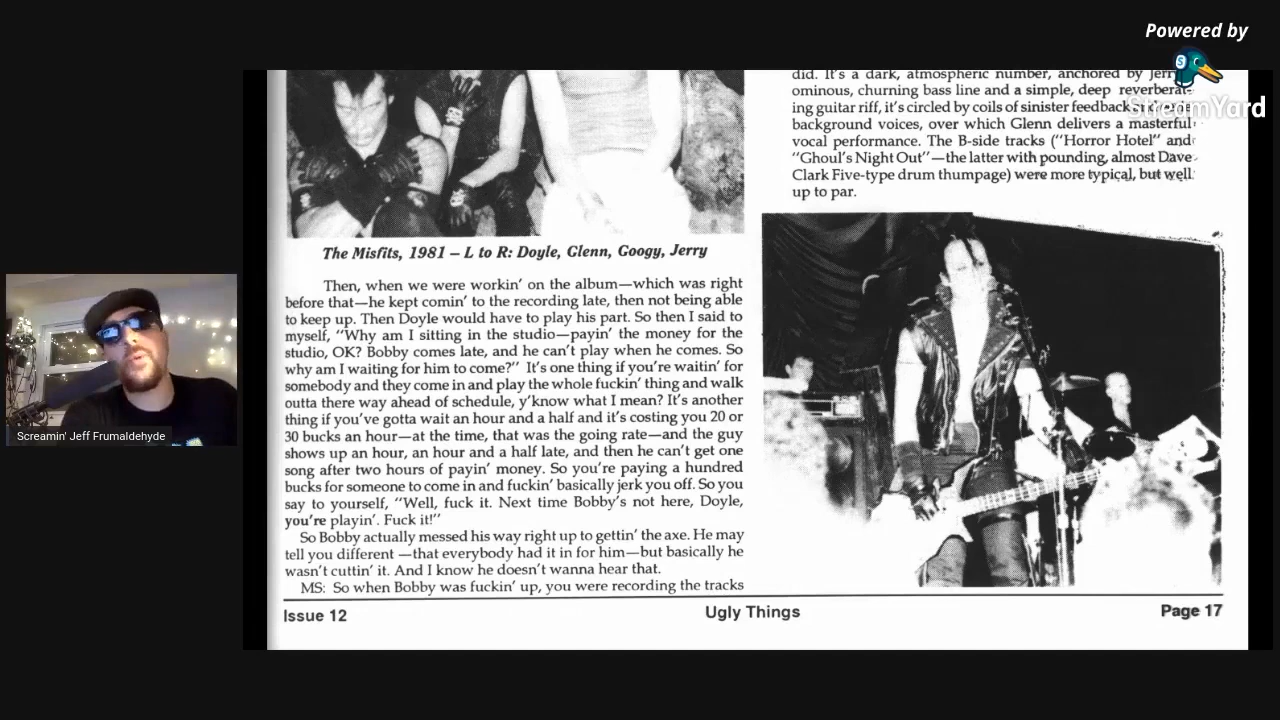 Powered by
StreamYard
Screamin' Jeff Frumaldehyde
The Misfits, 1981 – L to R: Doyle, Glenn, Googy, Jerry
Then, when we were workin' on the album—which was right
before that—he kept comin' to the recording late, then not being able
to keep up. Then Doyle would have to play his part. So then I said to
myself, "Why am I sitting in the studio—payin' the money for the
studio, OK? Bobby comes late, and he can't play when he comes. So
why am I waiting for him to come?" It's one thing if you're waitin' for
somebody and they come in and play the whole fuckin' thing and walk
outta there way ahead of schedule, y'know what I mean? It's another
thing if you've gotta wait an hour and a half and it's costing you 20 or
30 bucks an hour—at the time, that was the going rate—and the guy
shows up an hour, an hour and a half late, and then he can't get one
song after two hours of payin' money. So you're paying a hundred
bucks for someone to come in and fuckin' basically jerk you off. So you
say to yourself, "Well, fuck it. Next time Bobby's not here, Doyle,
you're playin'. Fuck it!"
So Bobby actually messed his way right up to gettin' the axe. He may
tell you different —that everybody had it in for him—but basically he
wasn't cuttin' it. And I know he doesn't wanna hear that.
MS: So when Bobby was fuckin' up, you were recording the tracks
did. It's a dark, atmospheric number, anchored by
ominous, churning bass line and a simple, deep reverberat-
ing guitar riff, it's circled by coils of sinister feedback
background voices, over which Glenn delivers a masterful
vocal performance. The B-side tracks ("Horror Hotel" and
"Ghoul's Night Out"—the latter with pounding, almost Dave
Clark Five-type drum thumpage) were more typical, but well
up to par.
Issue 12
Ugly Things
Page 17